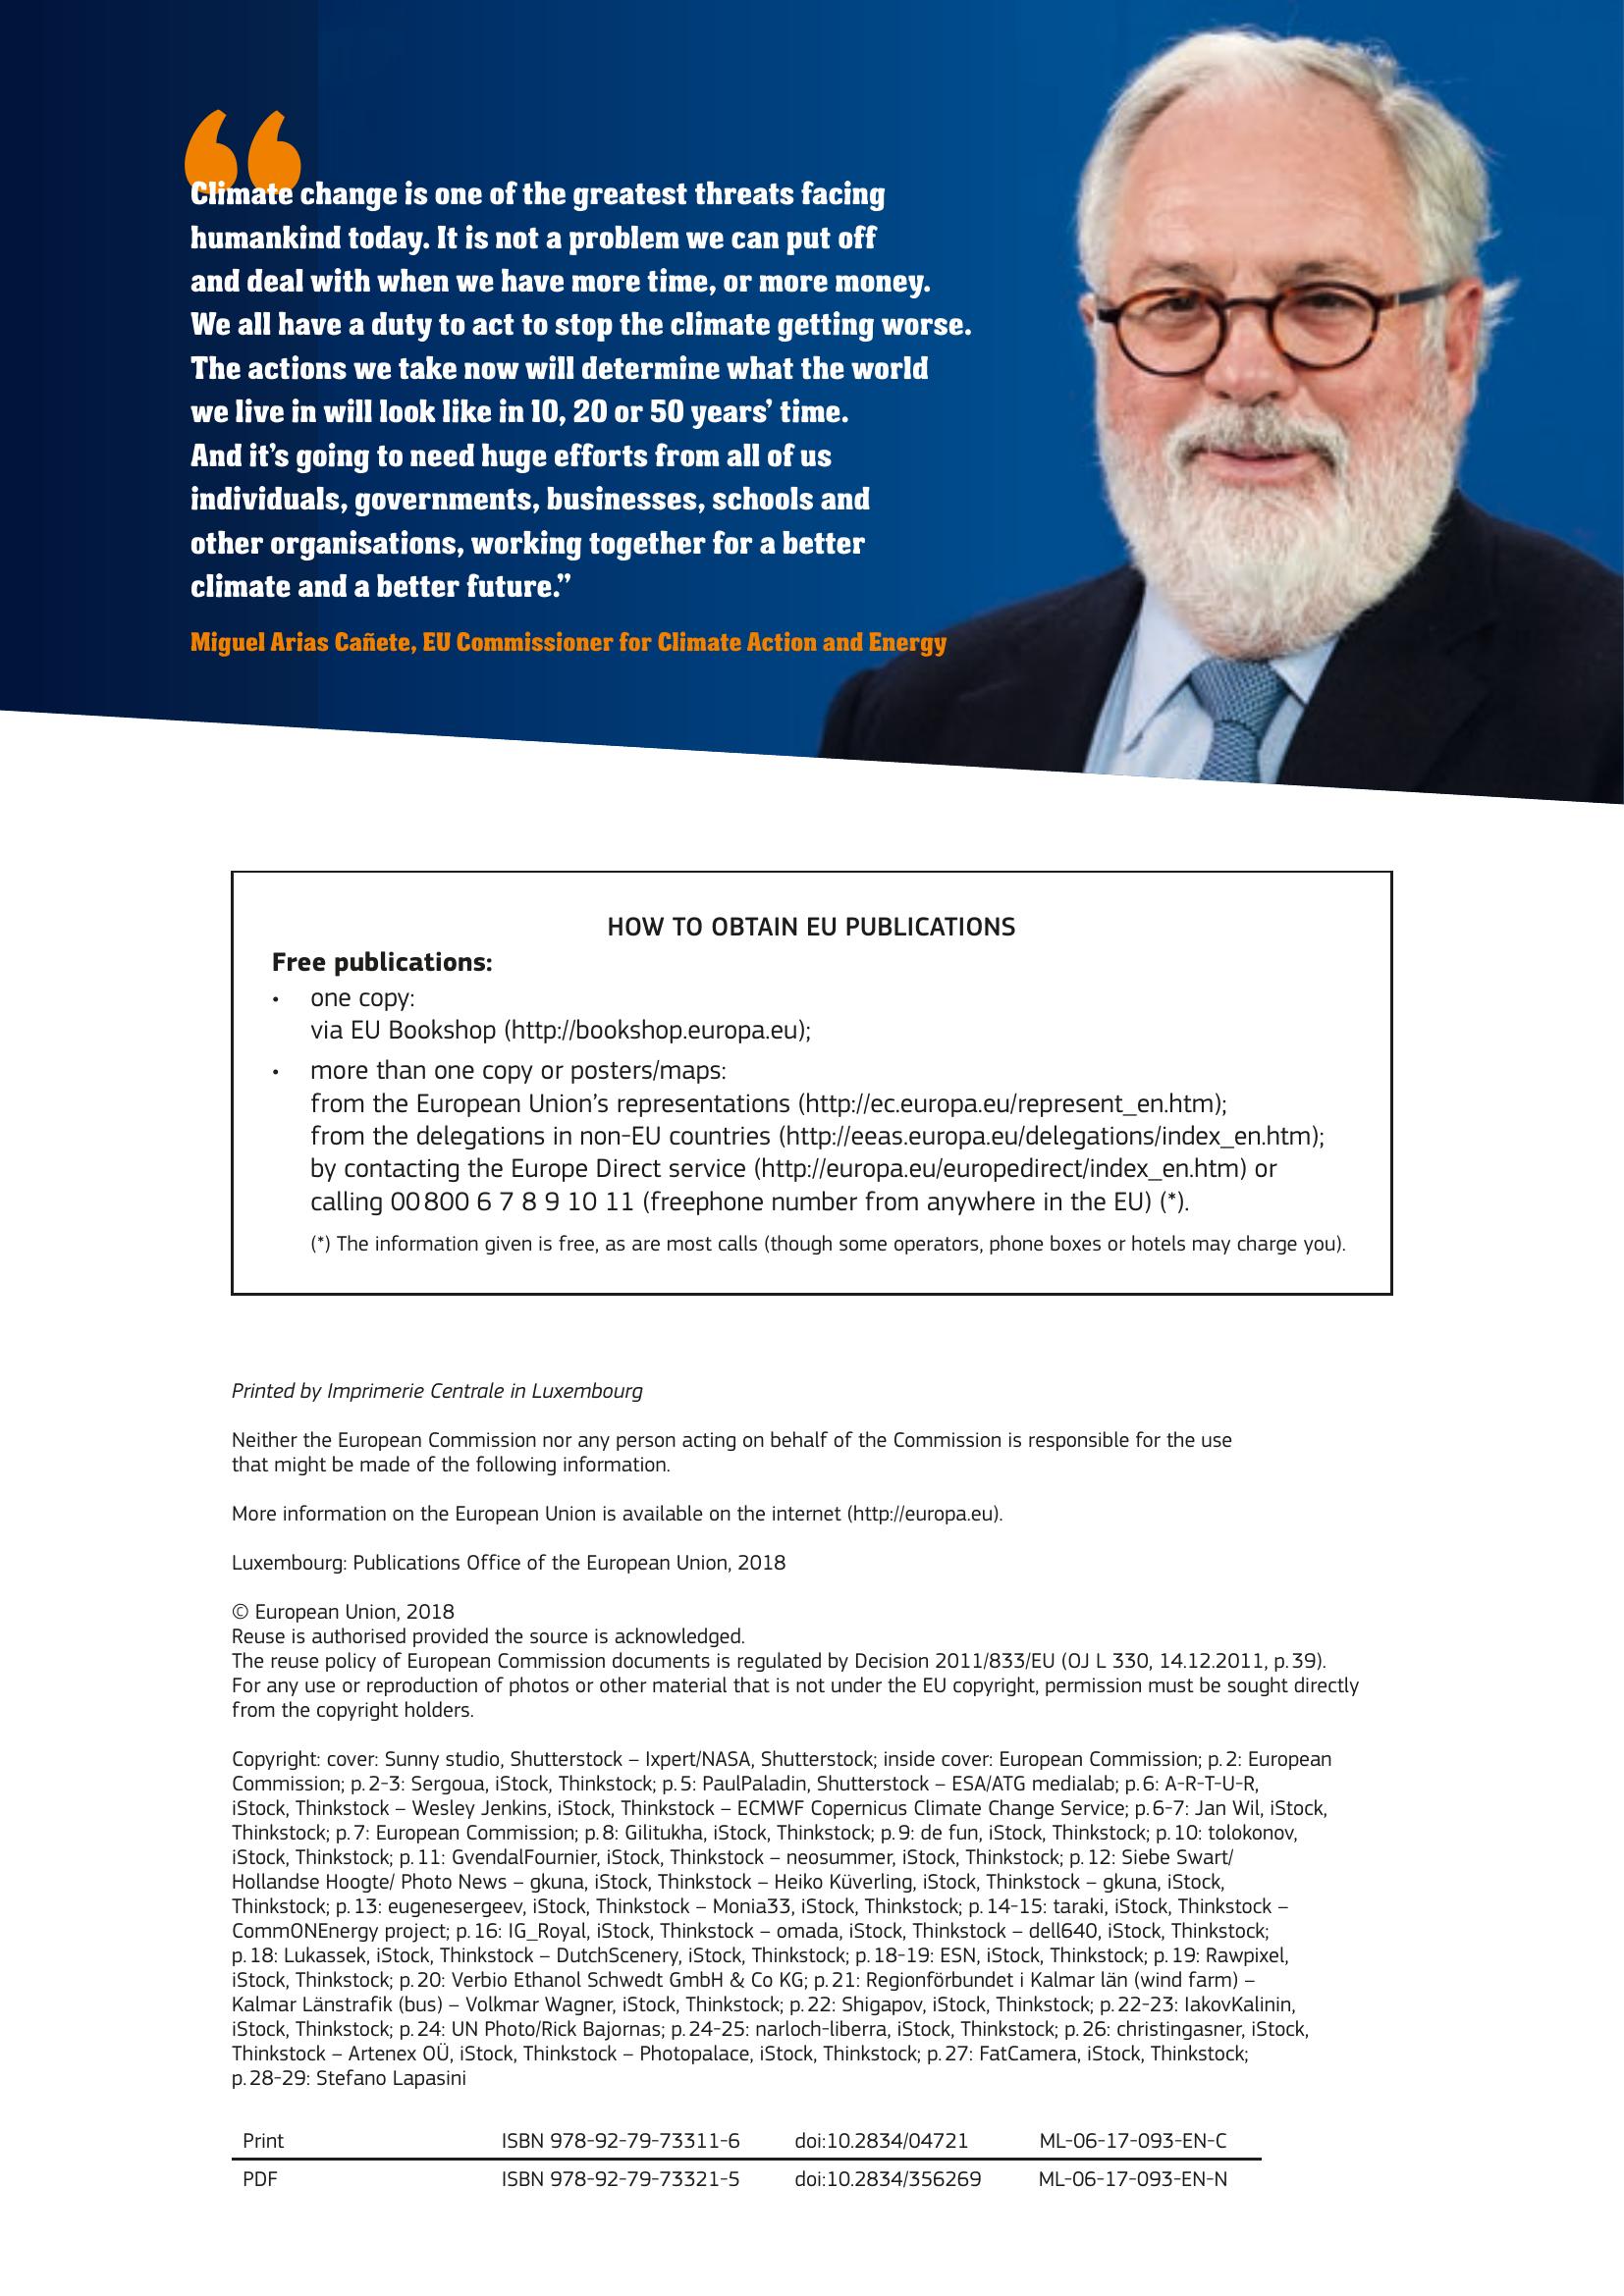 “
Climate change is one of the greatest threats facing
humankind today. It is not a problem we can put off
and deal with when we have more time, or more money.
We all have a duty to act to stop the climate getting worse.
The actions we take now will determine what the world
we live in will look like in 10, 20 or 50 years’ time.
And it’s going to need huge efforts from all of us
individuals, governments, businesses, schools and
other organisations, working together for a better
climate and a better future.”
Miguel Arias Cañete, EU Commissioner for Climate Action and Energy
HOW TO OBTAIN EU PUBLICATIONS
Free publications:
• one copy:
via EU Bookshop (http://bookshop.europa.eu);
• more than one copy or posters/maps:
from the European Union’s representations (http://ec.europa.eu/represent_en.htm);
from the delegations in non-EU countries (http://eeas.europa.eu/delegations/index_en.htm);
by contacting the Europe Direct service (http://europa.eu/europedirect/index_en.htm) or
calling 00 800 6 7 8 9 10 11 (freephone number from anywhere in the EU) (*).
(*) The information given is free, as are most calls (though some operators, phone boxes or hotels may charge you).
Printed by Imprimerie Centrale in Luxembourg
Neither the European Commission nor any person acting on behalf of the Commission is responsible for the use
that might be made of the following information.
More information on the European Union is available on the internet (http://europa.eu).
Luxembourg: Publications Office of the European Union, 2018
© European Union, 2018
Reuse is authorised provided the source is acknowledged.
The reuse policy of European Commission documents is regulated by Decision 2011/833/EU (OJ L 330, 14.12.2011, p. 39).
For any use or reproduction of photos or other material that is not under the EU copyright, permission must be sought directly
from the copyright holders.
Copyright: cover: Sunny studio, Shutterstock – Ixpert/NASA, Shutterstock; inside cover: European Commission; p. 2: European
Commission; p. 2-3: Sergoua, iStock, Thinkstock; p. 5: PaulPaladin, Shutterstock – ESA/ATG medialab; p. 6: A-R-T-U-R,
iStock, Thinkstock – Wesley Jenkins, iStock, Thinkstock – ECMWF Copernicus Climate Change Service; p. 6-7: Jan Wil, iStock,
Thinkstock; p. 7: European Commission; p. 8: Gilitukha, iStock, Thinkstock; p. 9: de fun, iStock, Thinkstock; p. 10: tolokonov,
iStock, Thinkstock; p. 11: GvendalFournier, iStock, Thinkstock – neosummer, iStock, Thinkstock; p. 12: Siebe Swart/
Hollandse Hoogte/ Photo News – gkuna, iStock, Thinkstock – Heiko Küverling, iStock, Thinkstock – gkuna, iStock,
Thinkstock; p. 13: eugenesergeev, iStock, Thinkstock – Monia33, iStock, Thinkstock; p. 14-15: taraki, iStock, Thinkstock –
CommONEnergy project; p. 16: IG_Royal, iStock, Thinkstock – omada, iStock, Thinkstock – dell640, iStock, Thinkstock;
p. 18: Lukassek, iStock, Thinkstock – DutchScenery, iStock, Thinkstock; p. 18-19: ESN, iStock, Thinkstock; p. 19: Rawpixel,
iStock, Thinkstock; p. 20: Verbio Ethanol Schwedt GmbH & Co KG; p. 21: Regionförbundet i Kalmar län (wind farm) –
Kalmar Länstrafik (bus) – Volkmar Wagner, iStock, Thinkstock; p. 22: Shigapov, iStock, Thinkstock; p. 22-23: IakovKalinin,
iStock, Thinkstock; p. 24: UN Photo/Rick Bajornas; p. 24-25: narloch-liberra, iStock, Thinkstock; p. 26: christingasner, iStock,
Thinkstock – Artenex OÜ, iStock, Thinkstock – Photopalace, iStock, Thinkstock; p. 27: FatCamera, iStock, Thinkstock;
p. 28-29: Stefano Lapasini
Print ISBN 978-92-79-73311-6 doi:10.2834/04721 ML-06-17-093-EN-C
PDF ISBN 978-92-79-73321-5 doi:10.2834/356269 ML-06-17-093-EN-N